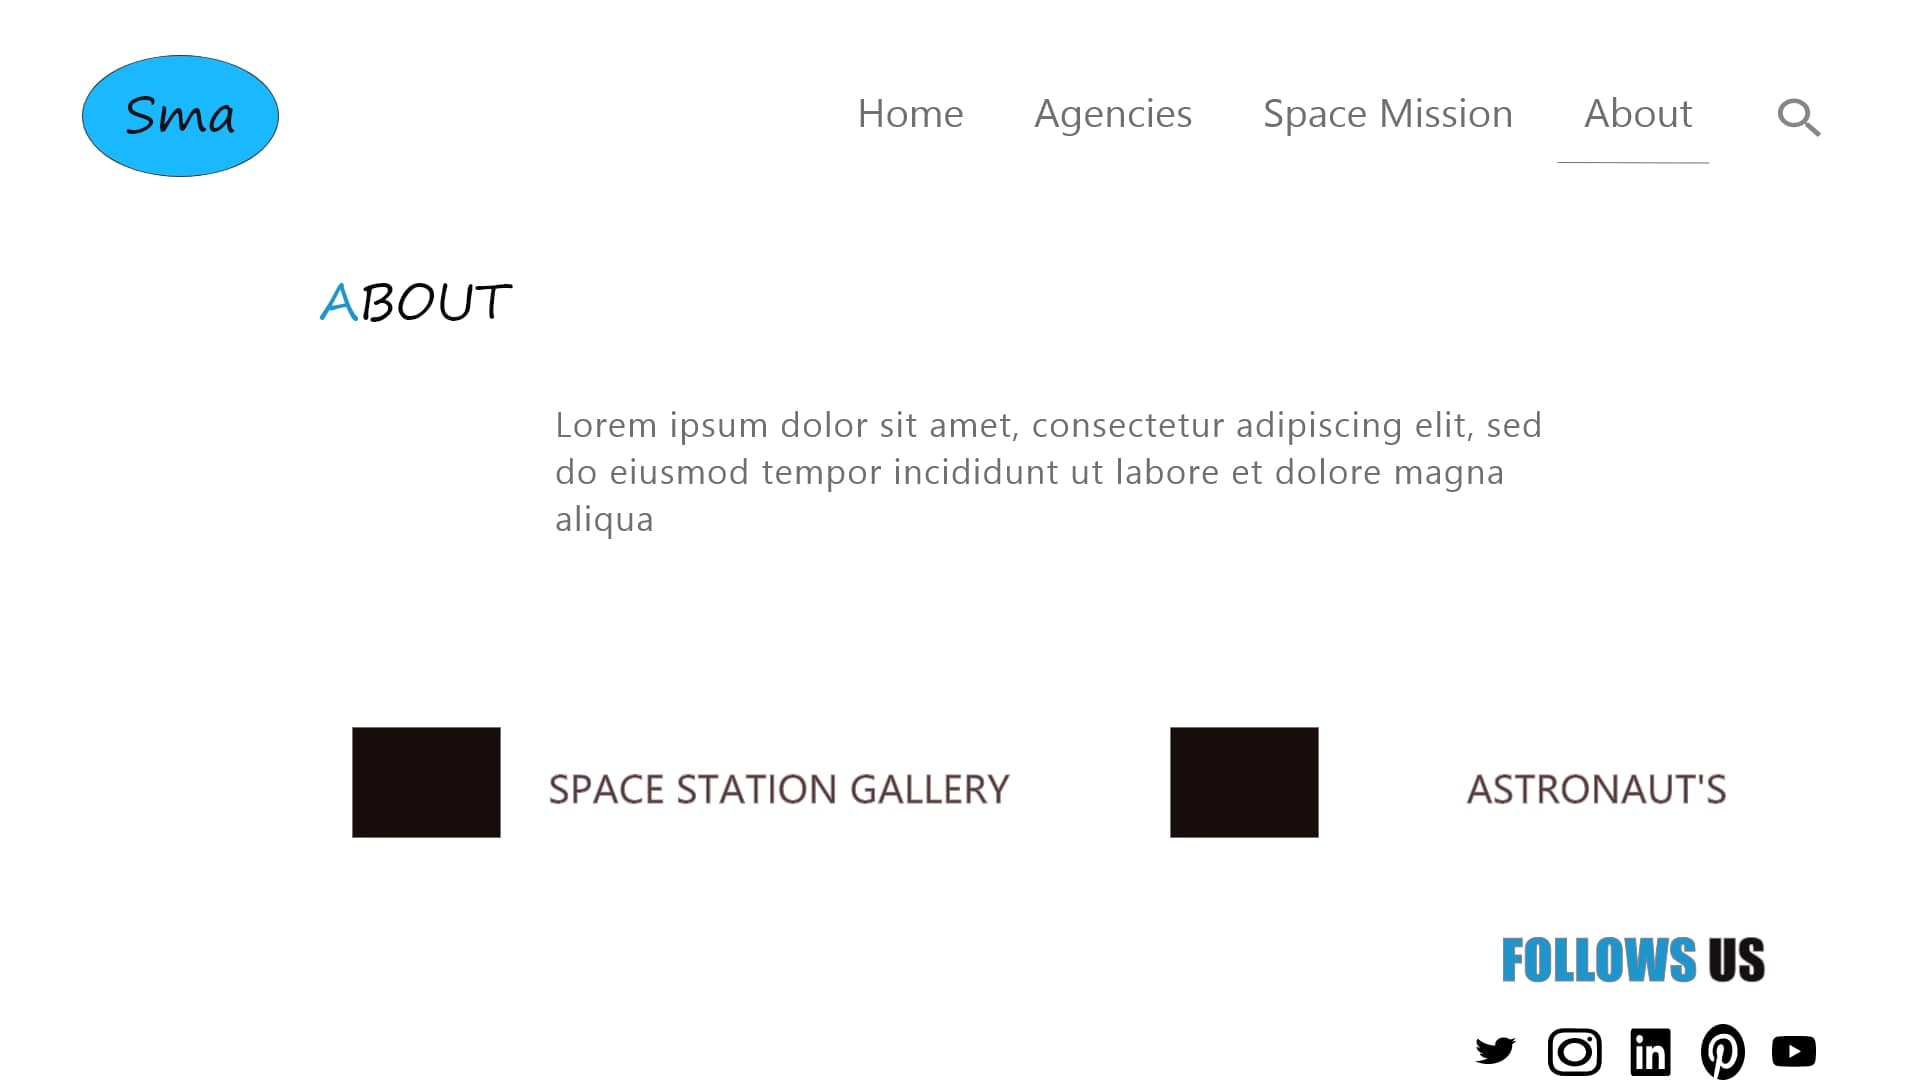 Sma
Home Agencies Space Mission About
ABOUT
Lorem ipsum dolor sit amet, consectetur adipiscing elit, sed
do eiusmod tempor incididunt ut labore et dolore magna
aliqua
SPACE STATION GALLERY
ASTRONAUT'S
FOLLOWS US
in